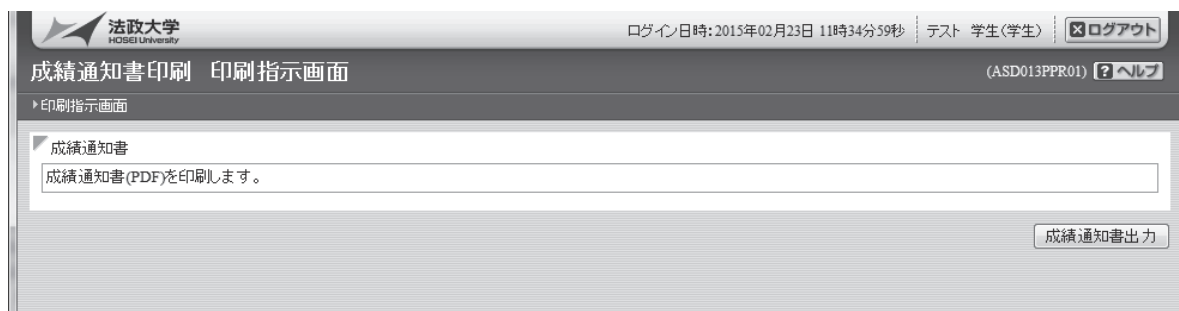 法政大学 ログイン日時:2015年02月23日 11時34分59秒 テスト 学生(学生) ログアウト
HOSEI University
成績通知書印刷 印刷指示画面 (ASD013PPR01) ? ヘルプ
印刷指示画面
成績通知書
成績通知書(PDF)を印刷します。
成績通知書出力